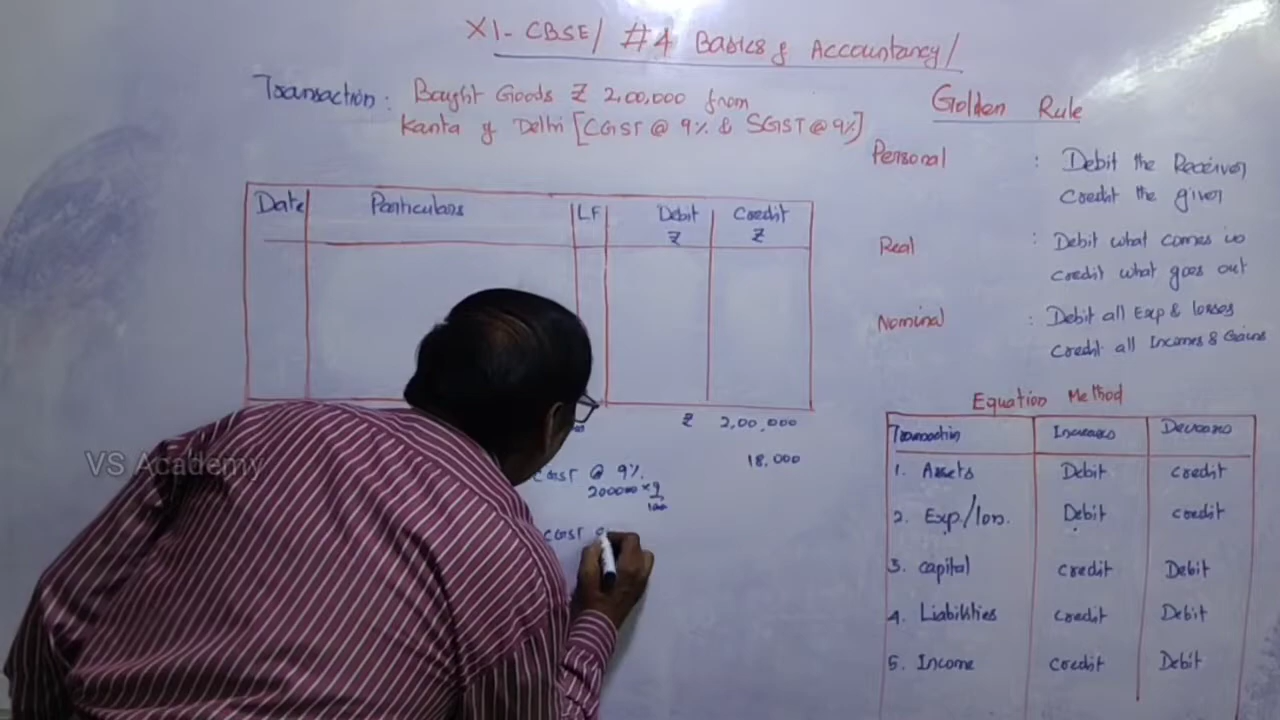 XI- CBSE/ #4 Basics of Accountancy/
Transaction: Bought Goods ₹ 2,00,000 from
Kanta of Delhi [CGST @ 9% & SGST @ 9%]
Date Particulars LF Debit ₹ Credit ₹
₹ 2,00,000
CGST @ 9%. 18,000
200000 × 9/100
CGST
Golden Rule
Personal : Debit the Receiver
Credit the giver
Real : Debit what comes in
Credit what goes out
Nominal : Debit all Exp & losses
Credit all Incomes & Gains
Equation Method
Transaction Increases
1. Assets Debit Credit
2. Exp./loss. Debit Credit
3. Capital Credit Debit
4. Liabilities Credit Debit
5. Income Credit Debit
VS Academy